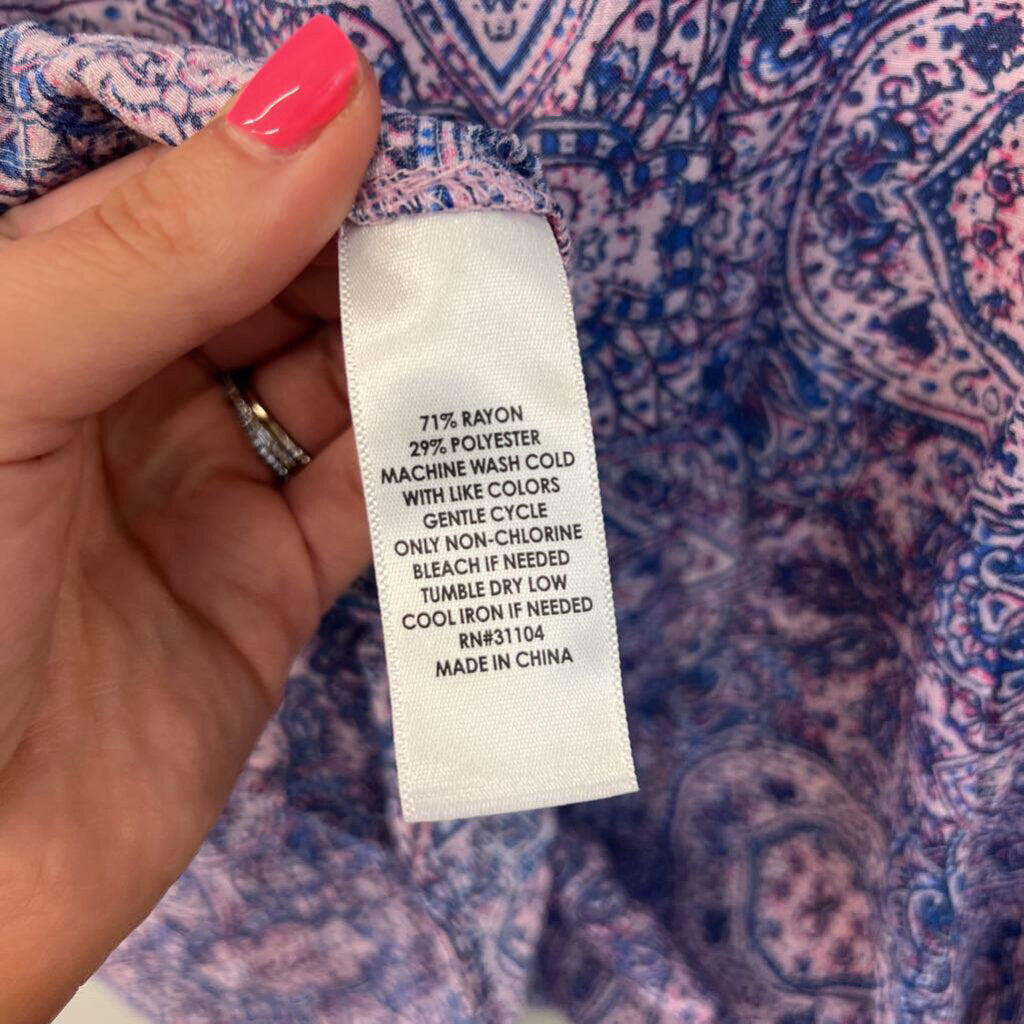 71% RAYON
29% POLYESTER
MACHINE WASH COLD
WITH LIKE COLORS
GENTLE CYCLE
ONLY NON-CHLORINE
BLEACH IF NEEDED
TUMBLE DRY LOW
COOL IRON IF NEEDED
RN#31104
MADE IN CHINA